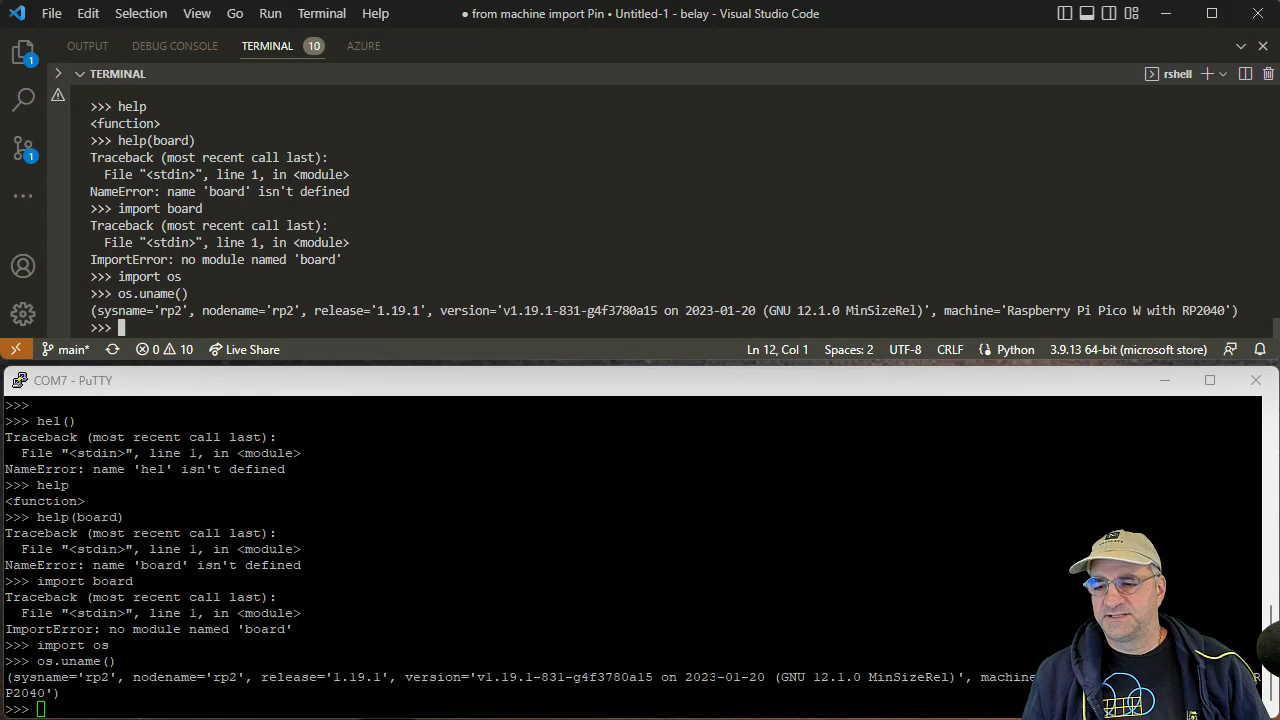 File Edit Selection View Go Run Terminal Help
● from machine import Pin • Untitled-1 - belay - Visual Studio Code
OUTPUT DEBUG CONSOLE TERMINAL 10 AZURE
TERMINAL
rshell
1
1
>>> help
<function>
>>> help(board)
Traceback (most recent call last):
  File "<stdin>", line 1, in <module>
NameError: name 'board' isn't defined
>>> import board
Traceback (most recent call last):
  File "<stdin>", line 1, in <module>
ImportError: no module named 'board'
>>> import os
>>> os.uname()
(sysname='rp2', nodename='rp2', release='1.19.1', version='v1.19.1-831-g4f3780a15 on 2023-01-20 (GNU 12.1.0 MinSizeRel)', machine='Raspberry Pi Pico W with RP2040')
>>>
main* 0 10 Live Share Ln 12, Col 1 Spaces: 2 UTF-8 CRLF Python 3.9.13 64-bit (microsoft store)
COM7 - PuTTY
>>>
>>> hel()
Traceback (most recent call last):
  File "<stdin>", line 1, in <module>
NameError: name 'hel' isn't defined
>>> help
<function>
>>> help(board)
Traceback (most recent call last):
  File "<stdin>", line 1, in <module>
NameError: name 'board' isn't defined
>>> import board
Traceback (most recent call last):
  File "<stdin>", line 1, in <module>
ImportError: no module named 'board'
>>> import os
>>> os.uname()
(sysname='rp2', nodename='rp2', release='1.19.1', version='v1.19.1-831-g4f3780a15 on 2023-01-20 (GNU 12.1.0 MinSizeRel)', machine
P2040')
>>>